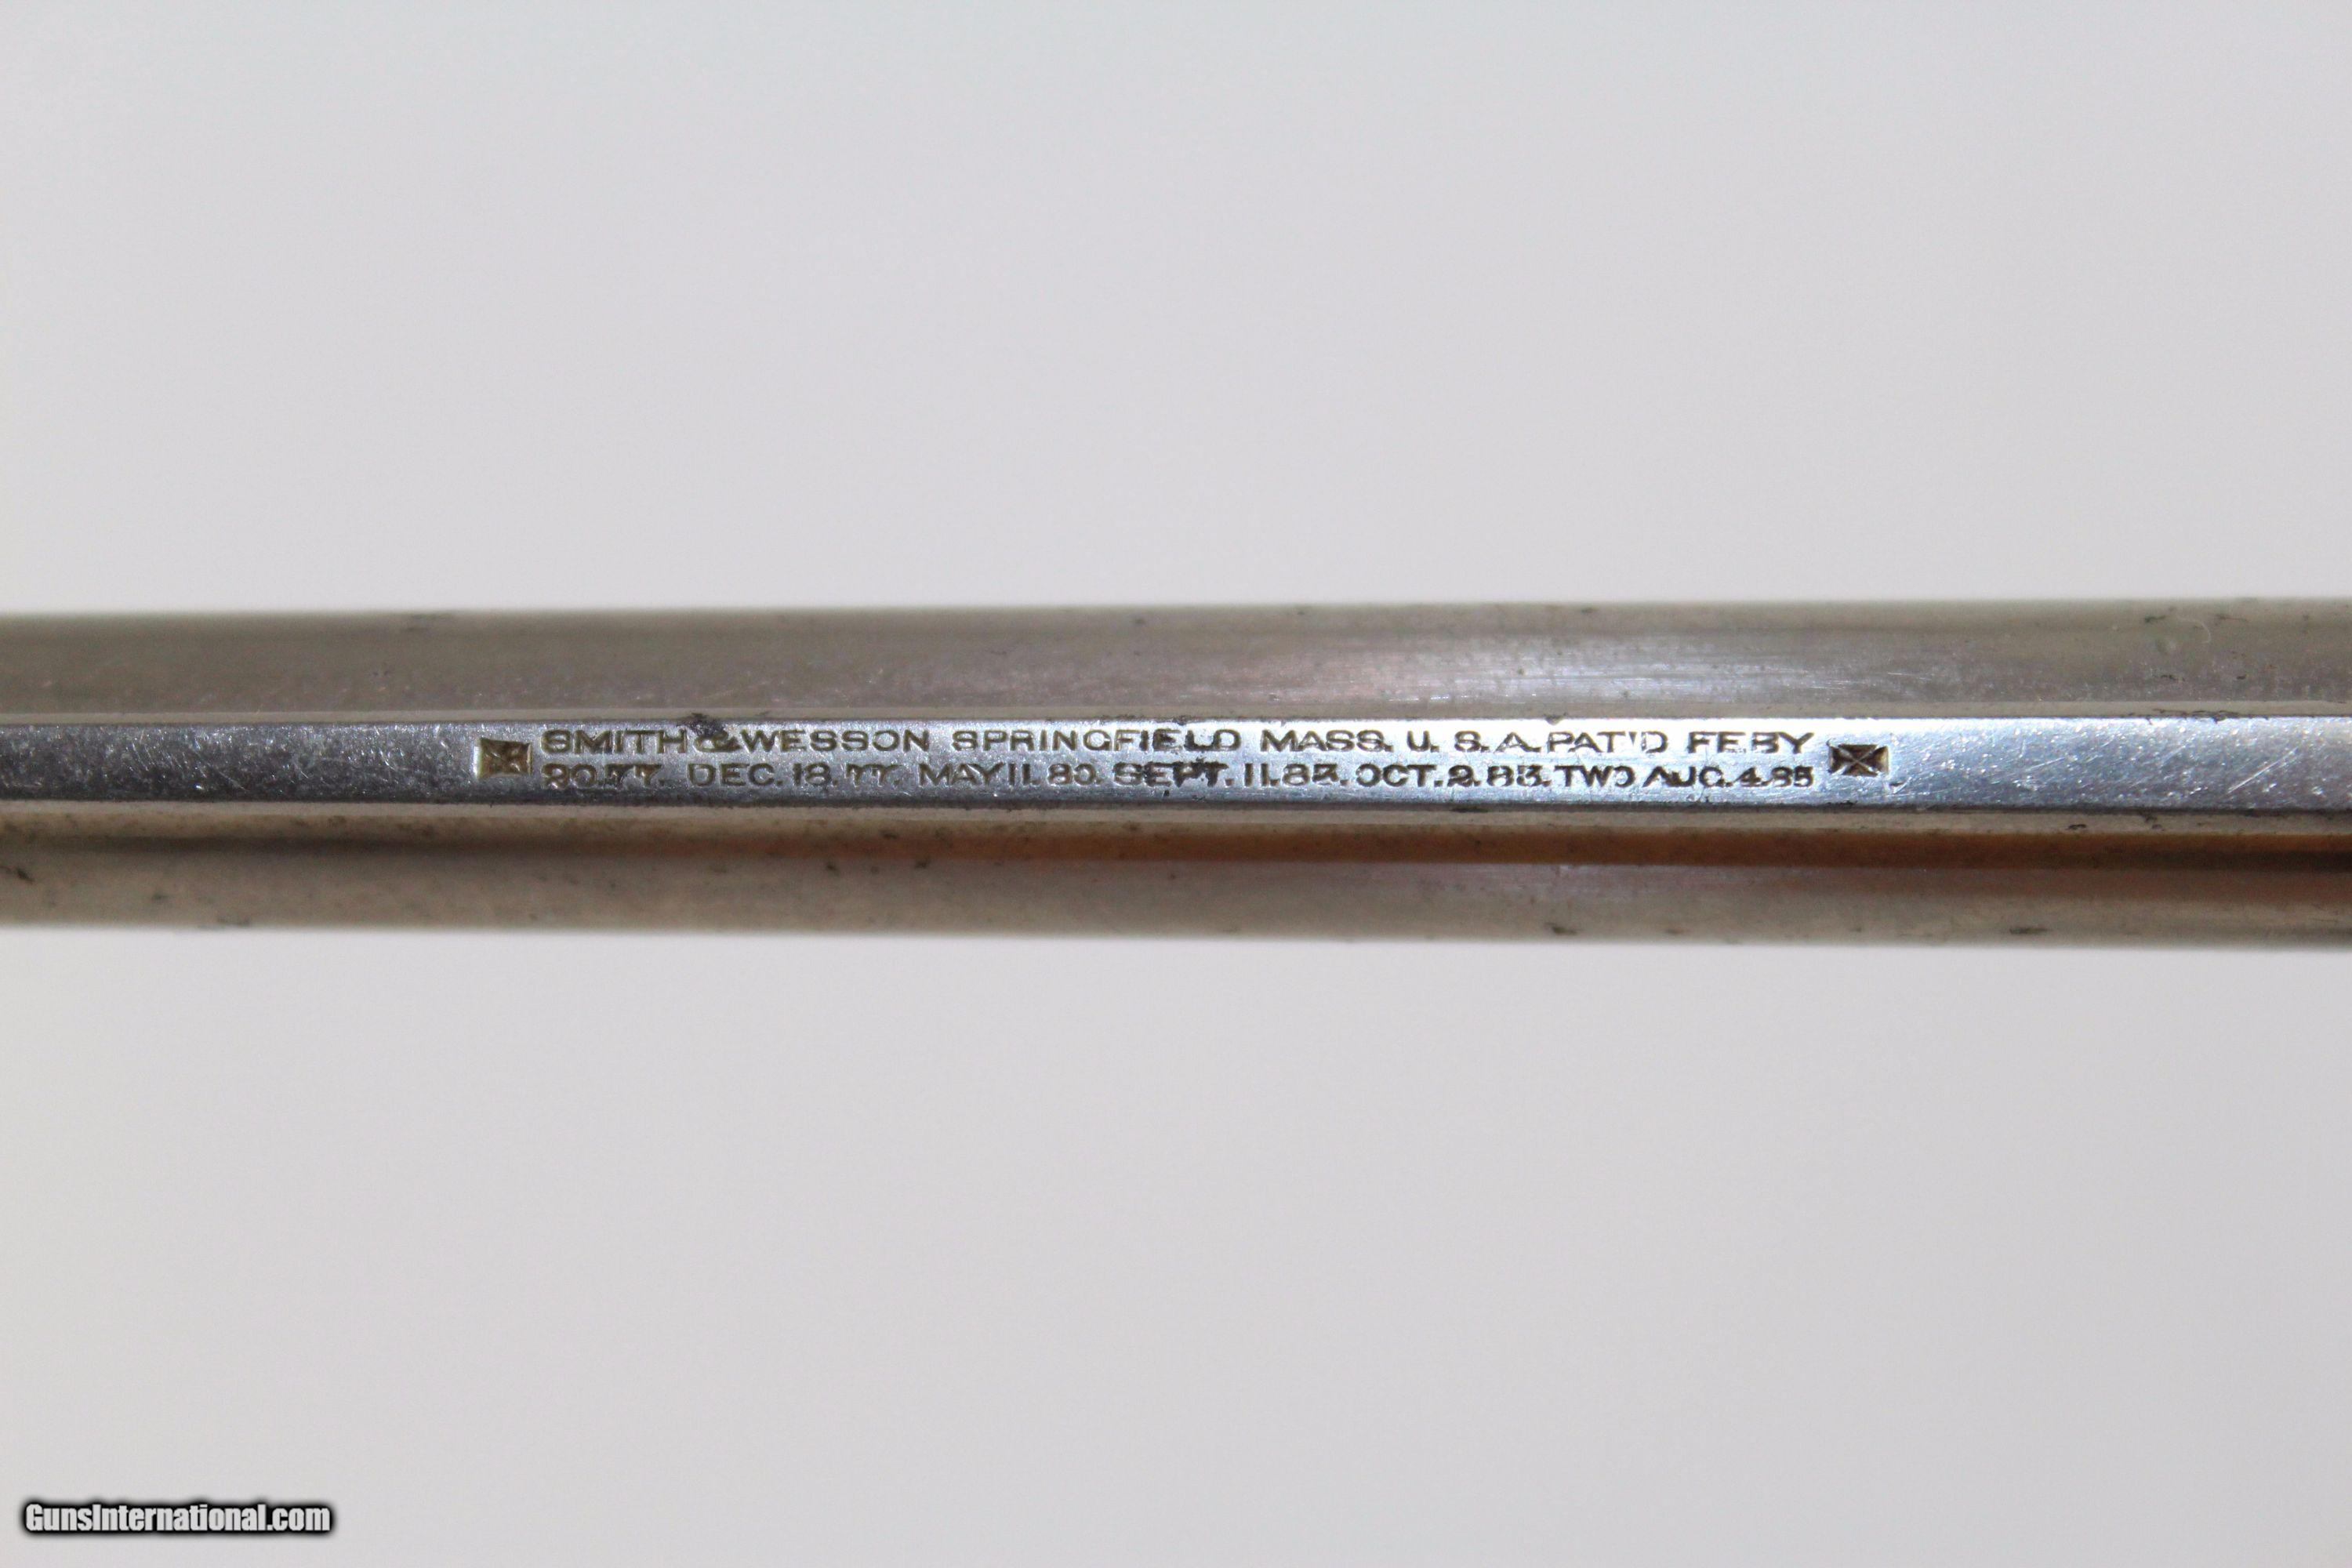 SMITH & WESSON SPRINGFIELD MASS. U. S. A. PAT'D FEBY
20.77. DEC. 18. 77. MAY 11. 80. SEPT. 11. 83. OCT. 2. 83. TWO AUG. 4. 85
GunsInternational.com